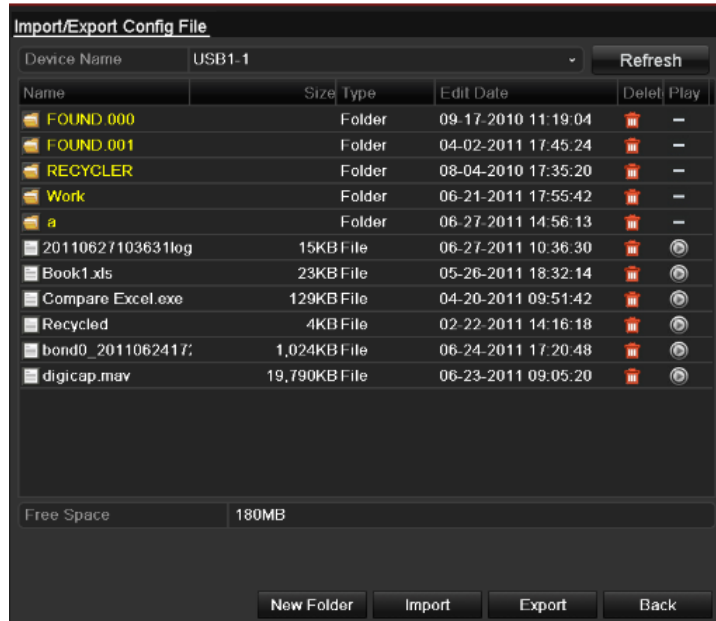 Import/Export Config File
Device Name USB1-1 Refresh
Name Size Type Edit Date Delet Play
FOUND.000 Folder 09-17-2010 11:19:04 –
FOUND.001 Folder 04-02-2011 17:45:24 –
RECYCLER Folder 08-04-2010 17:35:20 –
Work Folder 06-21-2011 17:55:42 –
a Folder 06-27-2011 14:56:13 –
20110627103631log 15KB File 06-27-2011 10:36:30
Book1.xls 23KB File 05-26-2011 18:32:14
Compare Excel.exe 129KB File 04-20-2011 09:51:42
Recycled 4KB File 02-22-2011 14:16:18
bond0_2011062417: 1,024KB File 06-24-2011 17:20:48
digicap.mav 19,790KB File 06-23-2011 09:05:20
Free Space 180MB
New Folder Import Export Back